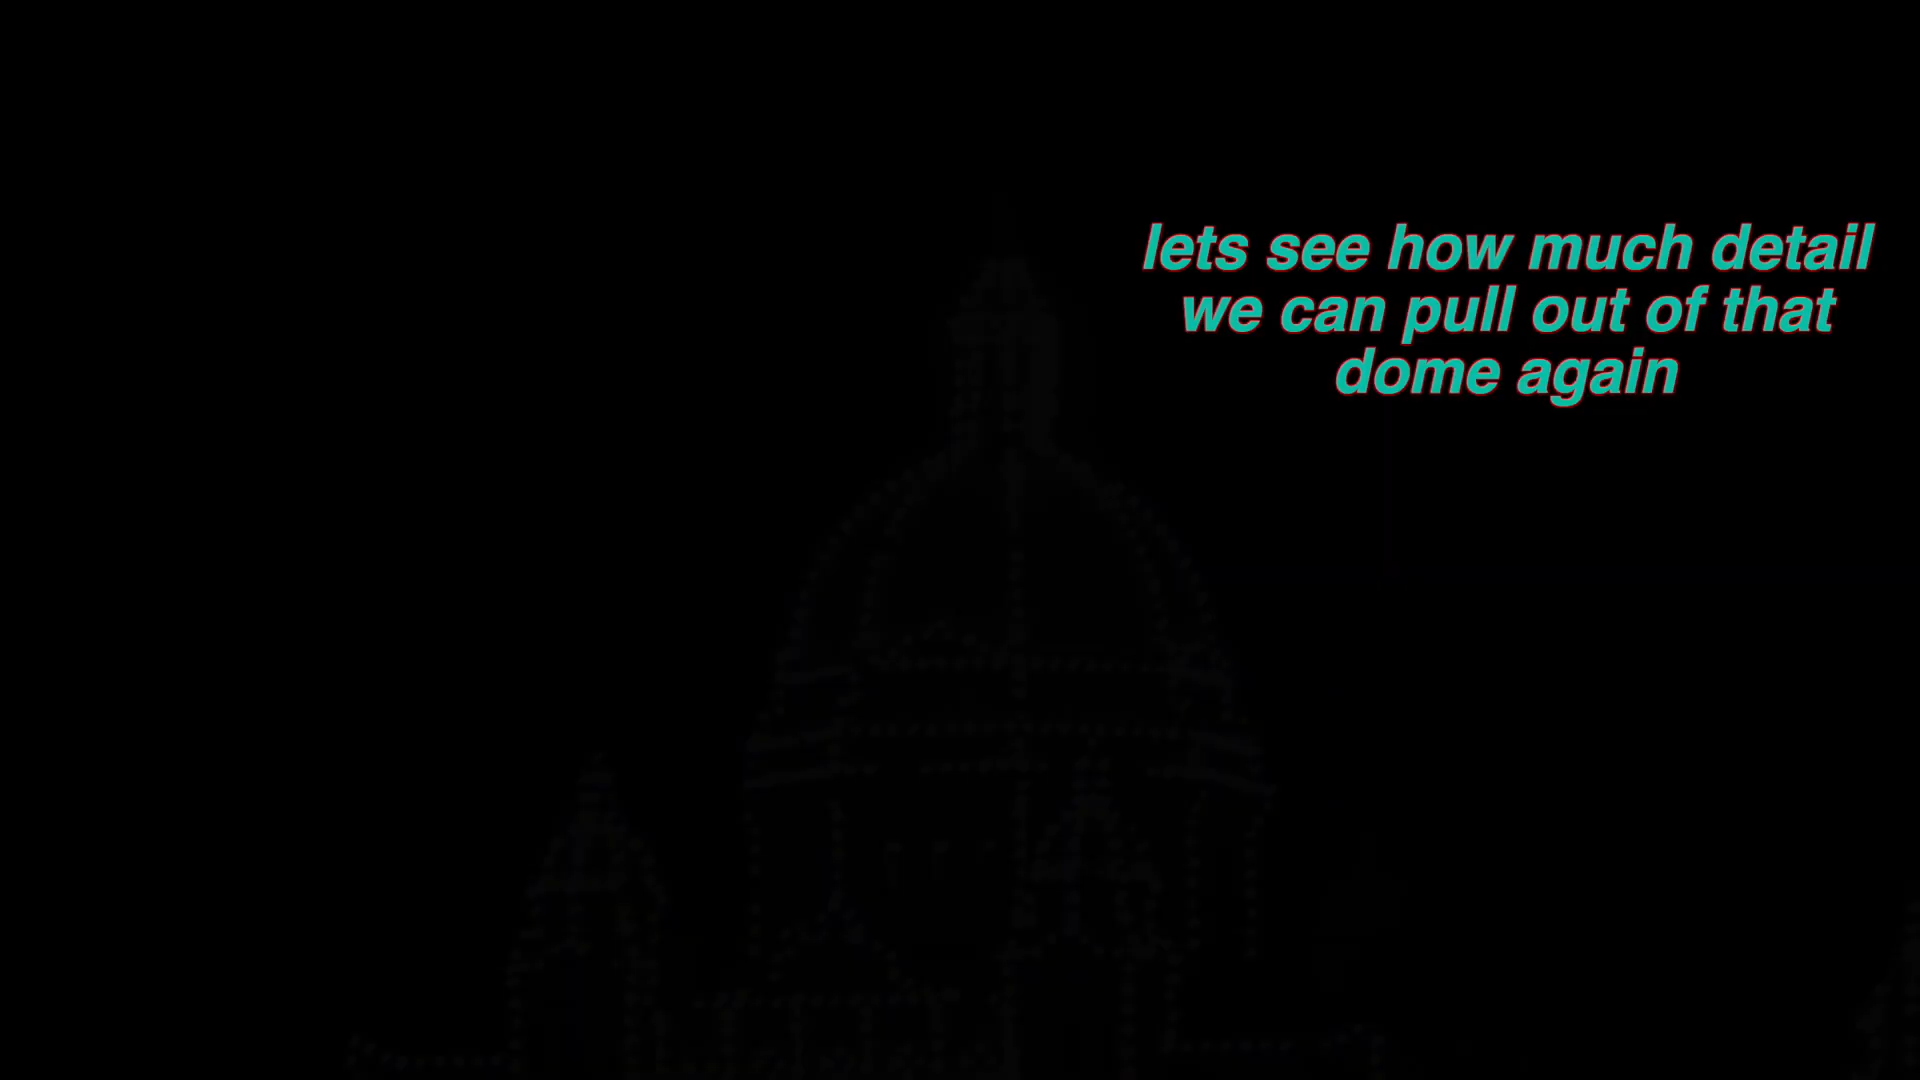 lets see how much detail
we can pull out of that
dome again